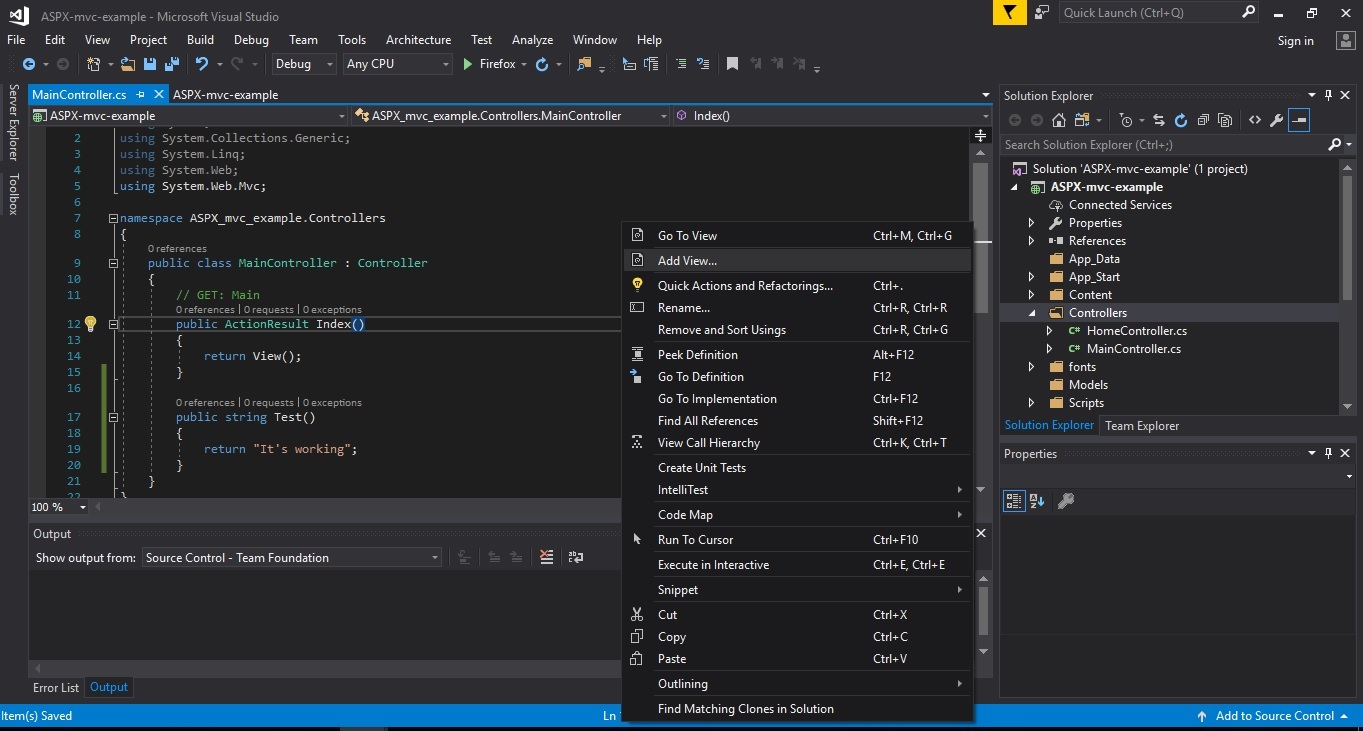 ASPX-mvc-example - Microsoft Visual Studio
Quick Launch (Ctrl+Q)
File Edit View Project Build Debug Team Tools Architecture Test Analyze Window Help
Sign in
Debug Any CPU Firefox
Server Explorer
Toolbox
MainController.cs ASPX-mvc-example
ASPX-mvc-example ASPX_mvc_example.Controllers.MainController Index()
2 using System.Collections.Generic;
3 using System.Linq;
4 using System.Web;
5 using System.Web.Mvc;
6
7 namespace ASPX_mvc_example.Controllers
8 {
0 references
9 public class MainController : Controller
10 {
11 // GET: Main
0 references | 0 requests | 0 exceptions
12 public ActionResult Index()
13 {
14 return View();
15 }
16
0 references | 0 requests | 0 exceptions
17 public string Test()
18 {
19 return "It's working";
20 }
21 }
22 }
100 %
Output
Show output from: Source Control - Team Foundation
Error List Output
Item(s) Saved
Ln
Add to Source Control
Go To View Ctrl+M, Ctrl+G
Add View...
Quick Actions and Refactorings... Ctrl+.
Rename... Ctrl+R, Ctrl+R
Remove and Sort Usings Ctrl+R, Ctrl+G
Peek Definition Alt+F12
Go To Definition F12
Go To Implementation Ctrl+F12
Find All References Shift+F12
View Call Hierarchy Ctrl+K, Ctrl+T
Create Unit Tests
IntelliTest
Code Map
Run To Cursor Ctrl+F10
Execute in Interactive Ctrl+E, Ctrl+E
Snippet
Cut Ctrl+X
Copy Ctrl+C
Paste Ctrl+V
Outlining
Find Matching Clones in Solution
Solution Explorer
Search Solution Explorer (Ctrl+;)
Solution 'ASPX-mvc-example' (1 project)
ASPX-mvc-example
Connected Services
Properties
References
App_Data
App_Start
Content
Controllers
C# HomeController.cs
C# MainController.cs
fonts
Models
Scripts
Solution Explorer Team Explorer
Properties